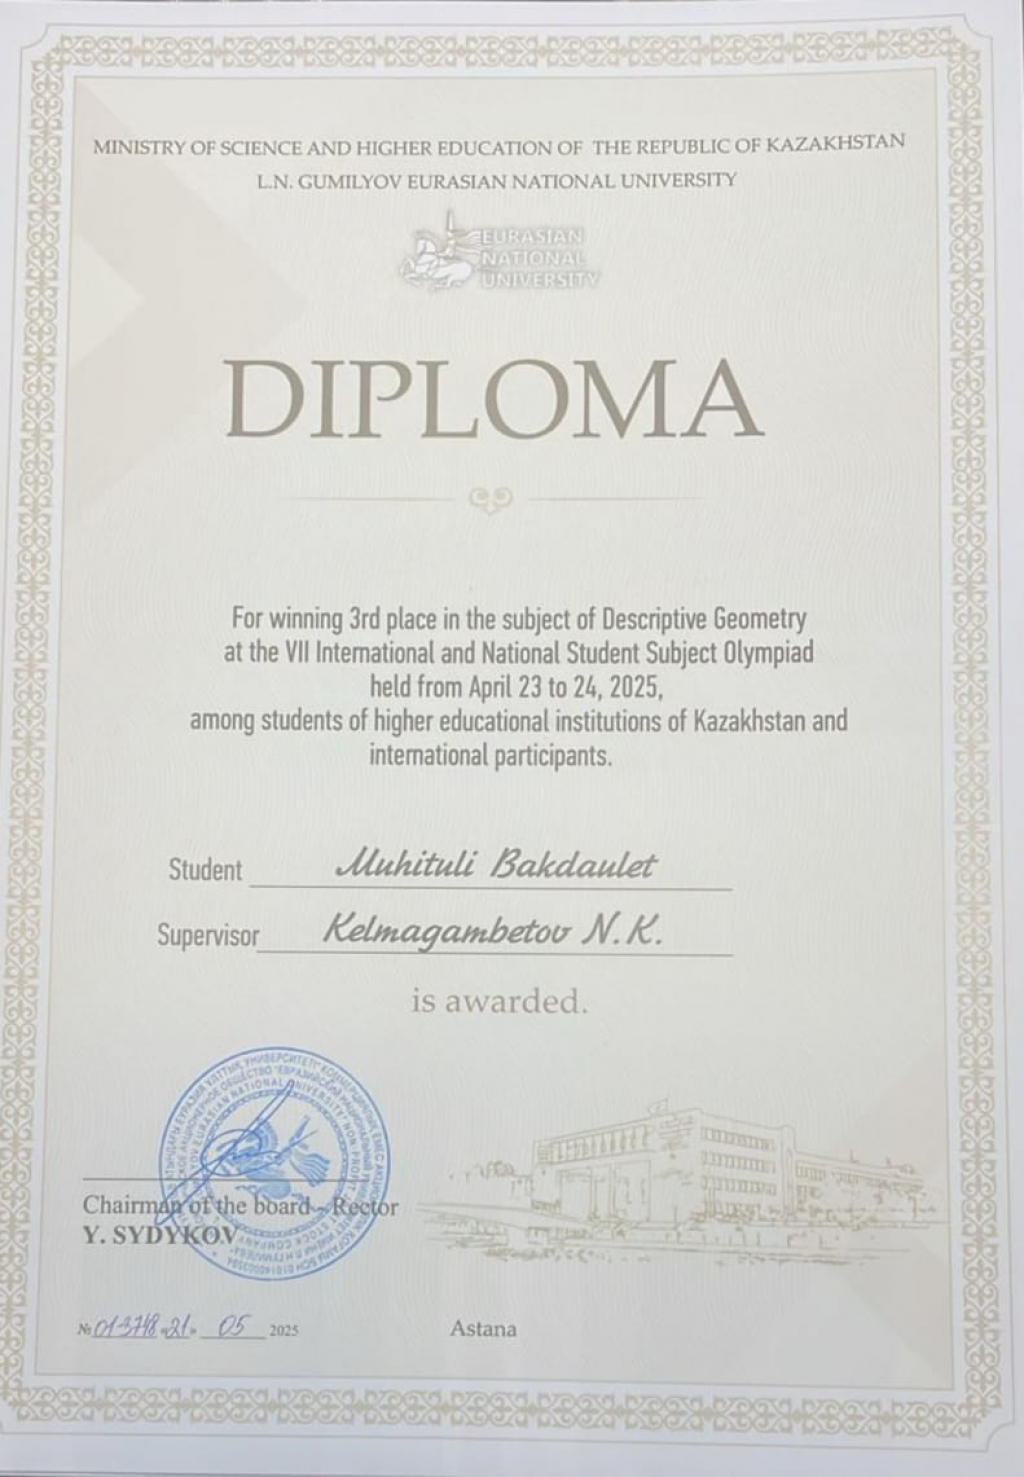 MINISTRY OF SCIENCE AND HIGHER EDUCATION OF THE REPUBLIC OF KAZAKHSTAN
L.N. GUMILYOV EURASIAN NATIONAL UNIVERSITY
EURASIAN
NATIONAL
UNIVERSITY
DIPLOMA
For winning 3rd place in the subject of Descriptive Geometry
at the VII International and National Student Subject Olympiad
held from April 23 to 24, 2025,
among students of higher educational institutions of Kazakhstan and
international participants.
Student Muhituli Bakdaulet
Supervisor Kelmagambetov N.K.
is awarded.
Chairman of the board - Rector
Y. SYDYKOV
№ 01-3748 «21» 05 2025
Astana